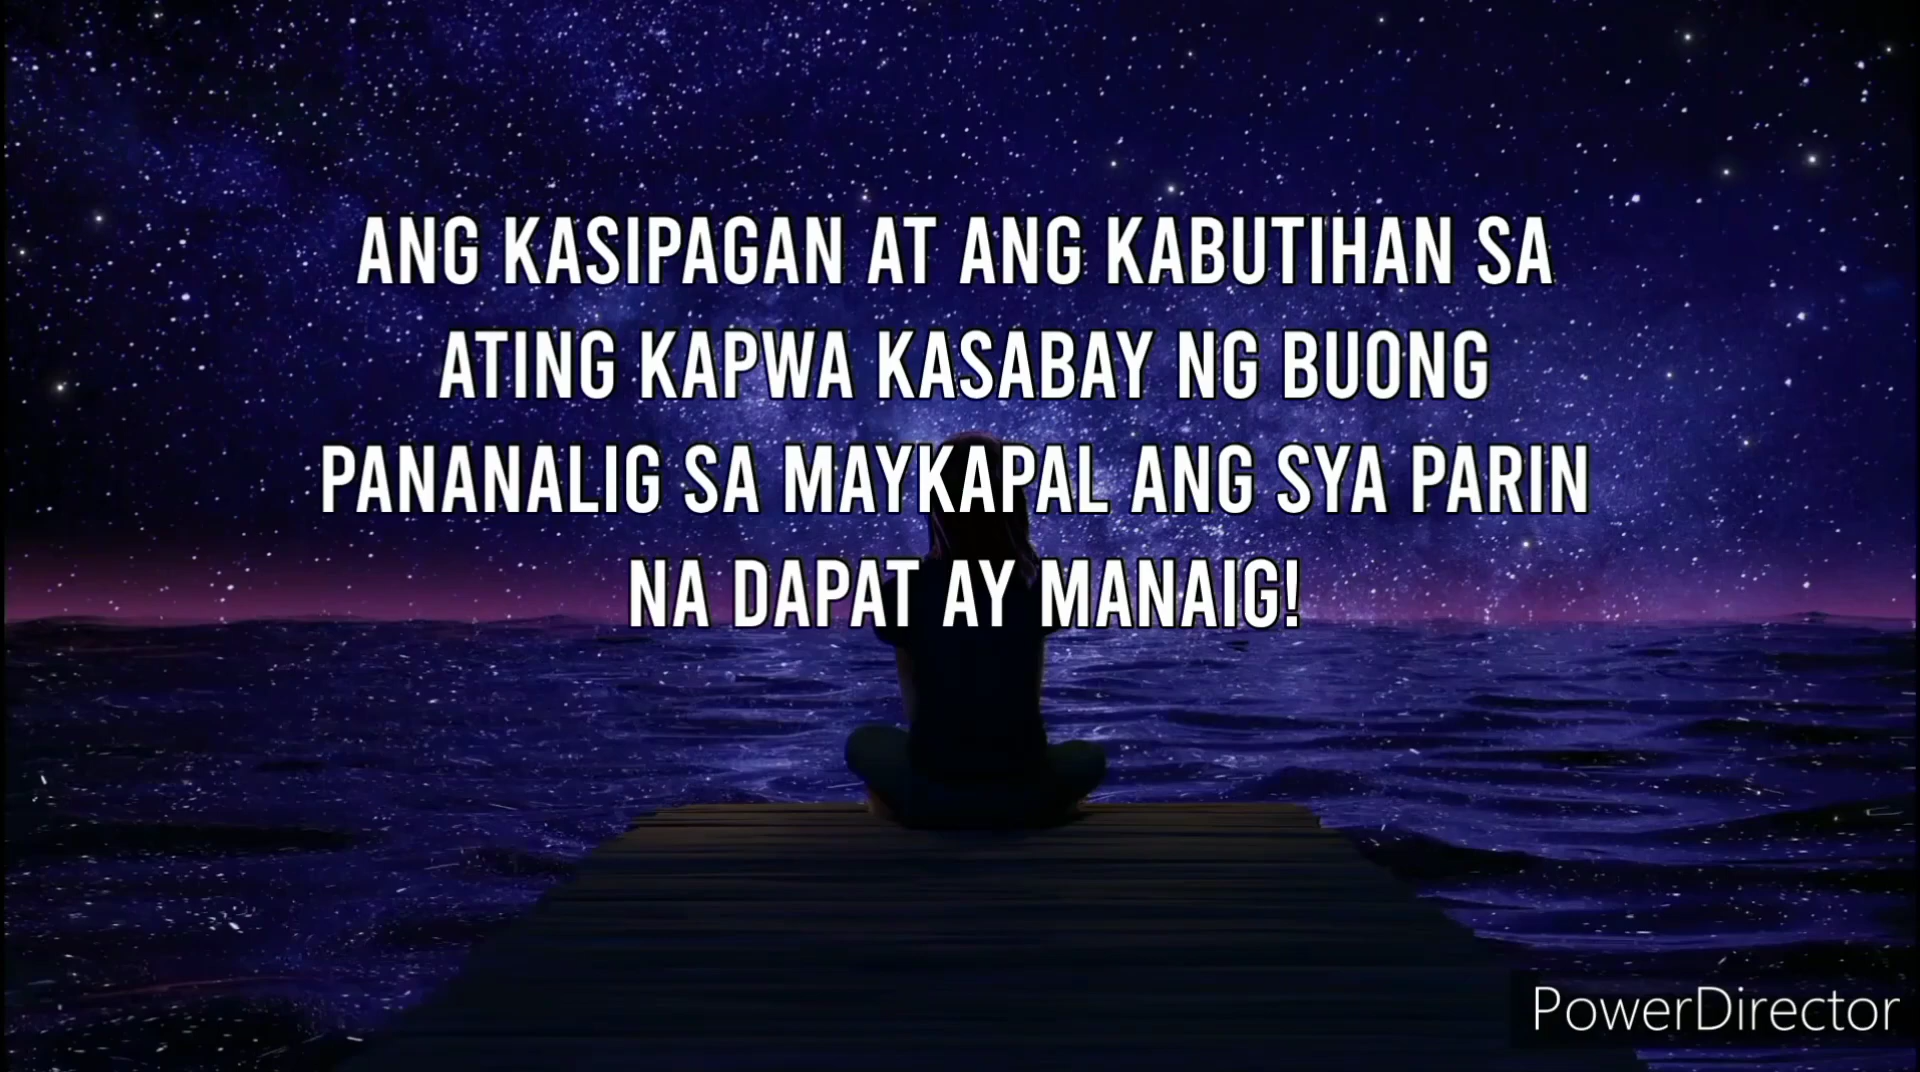 ANG KASIPAGAN AT ANG KABUTIHAN SA
ATING KAPWA KASABAY NG BUONG
PANANALIG SA MAYKAPAL ANG SYA PARIN
NA DAPAT AY MANAIG!
PowerDirector